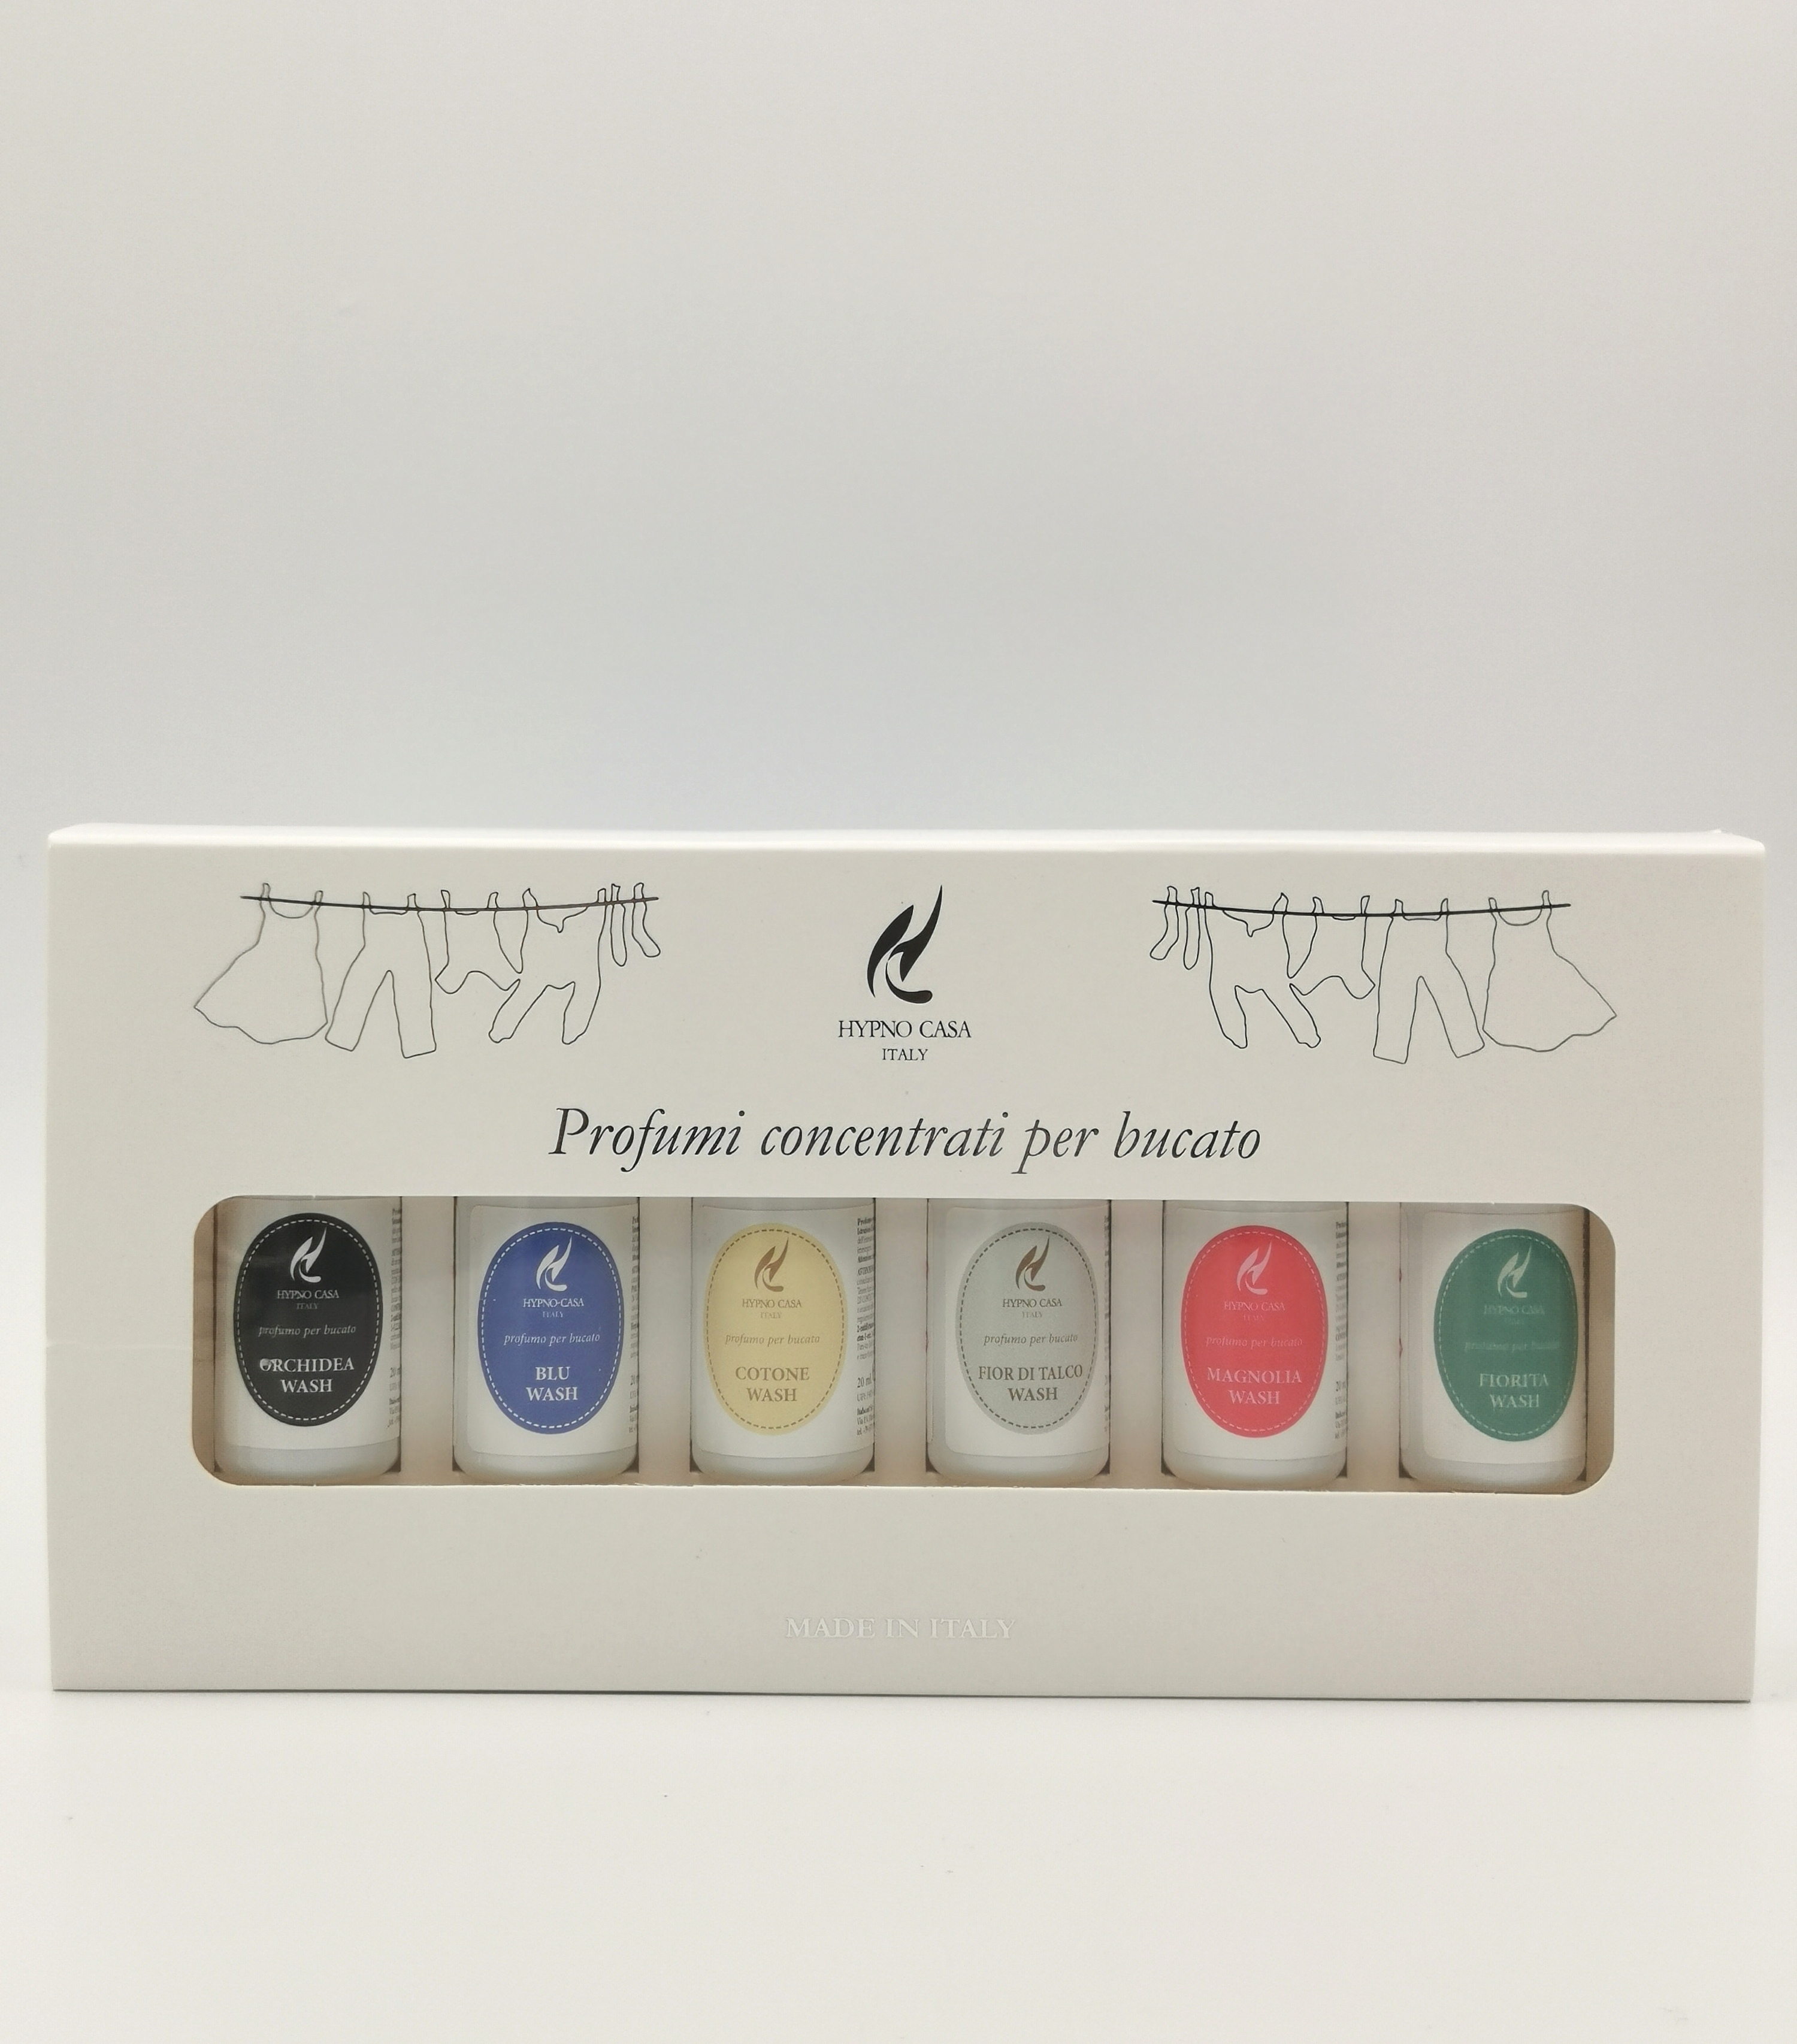 HYPNO CASA
ITALY
Profumi concentrati per bucato
HYPNO CASA
ITALY
profumo per bucato
ORCHIDEA
WASH
HYPNO CASA
ITALY
profumo per bucato
BLU
WASH
HYPNO CASA
ITALY
profumo per bucato
COTONE
WASH
20 ml
HYPNO CASA
ITALY
profumo per bucato
FIOR DI TALCO
WASH
HYPNO CASA
ITALY
profumo per bucato
MAGNOLIA
WASH
HYPNO CASA
ITALY
profumo per bucato
FIORITA
WASH
MADE IN ITALY